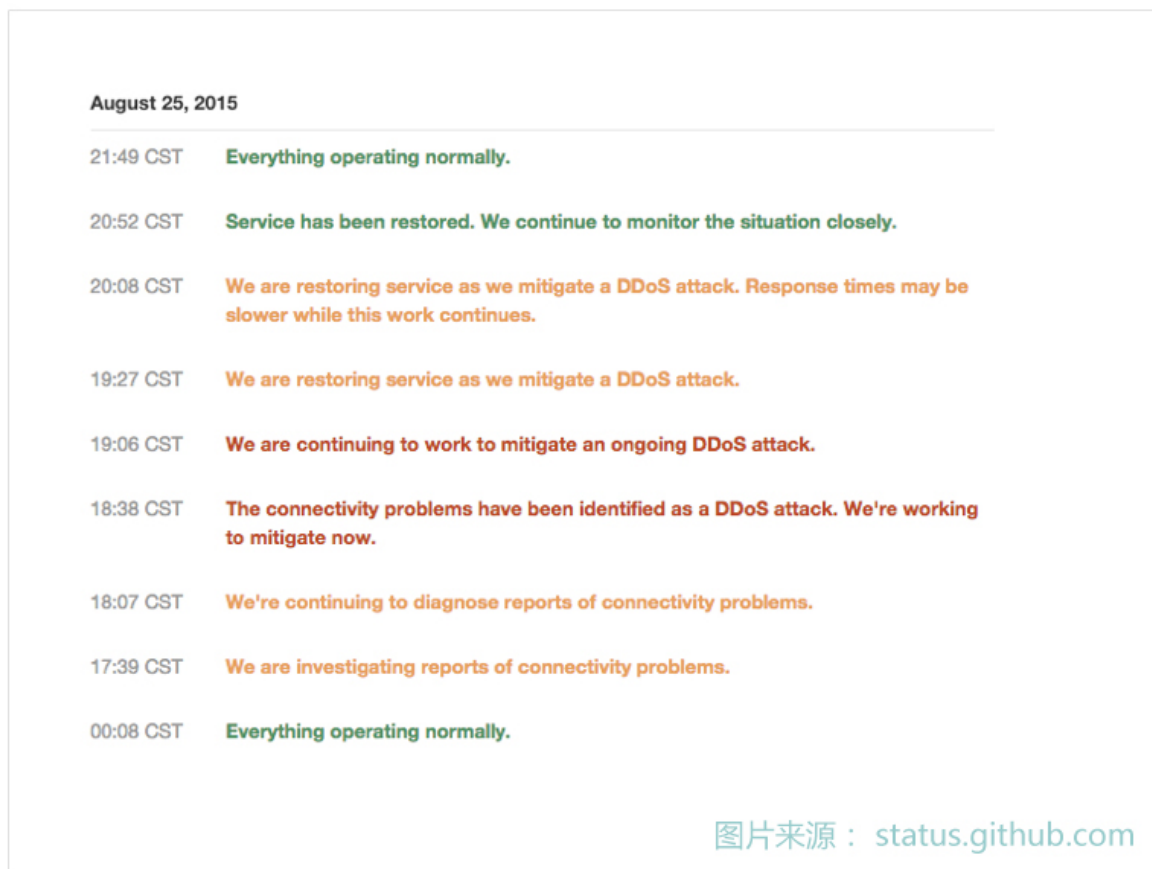 August 25, 2015
21:49 CST Everything operating normally.
20:52 CST Service has been restored. We continue to monitor the situation closely.
20:08 CST We are restoring service as we mitigate a DDoS attack. Response times may be
slower while this work continues.
19:27 CST We are restoring service as we mitigate a DDoS attack.
19:06 CST We are continuing to work to mitigate an ongoing DDoS attack.
18:38 CST The connectivity problems have been identified as a DDoS attack. We're working
to mitigate now.
18:07 CST We're continuing to diagnose reports of connectivity problems.
17:39 CST We are investigating reports of connectivity problems.
00:08 CST Everything operating normally.
图片来源： status.github.com